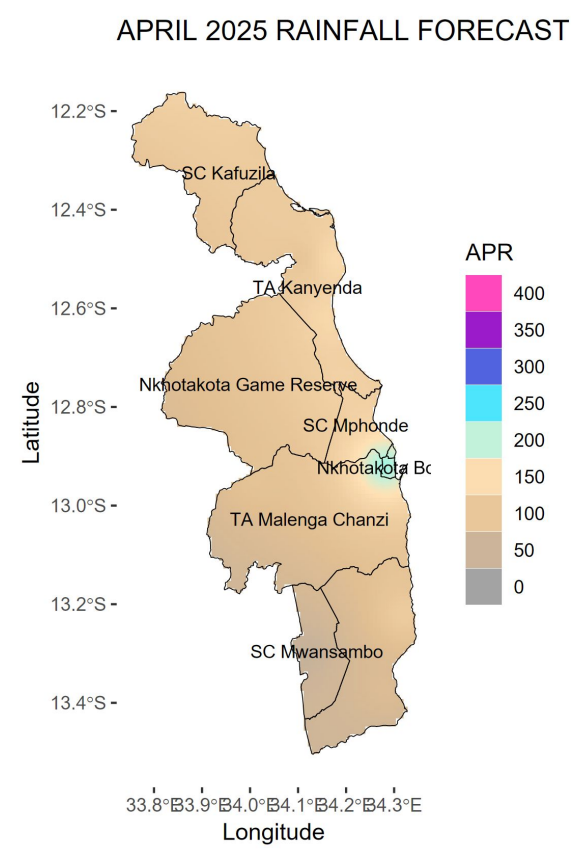 APRIL 2025 RAINFALL FORECAST
12.2°S
12.4°S
12.6°S
12.8°S
13.0°S
13.2°S
13.4°S
Latitude
SC Kafuzila
TA Kanyenda
Nkhotakota Game Reserve
SC Mphonde
Nkhotakota Bo
TA Malenga Chanzi
SC Mwansambo
33.8°E 33.9°E 34.0°E 34.1°E 34.2°E 34.3°E
Longitude
APR
400
350
300
250
200
150
100
50
0